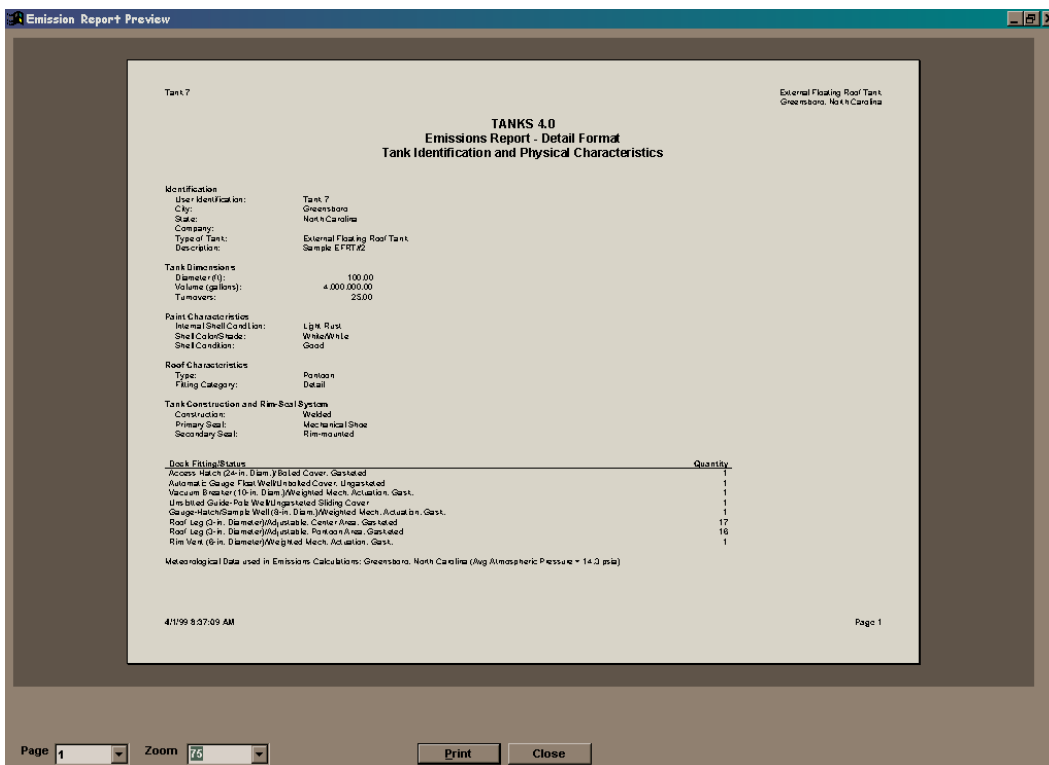 Emission Report Preview
Tank 7
External Floating Roof Tank
Greensboro, North Carolina
TANKS 4.0
Emissions Report - Detail Format
Tank Identification and Physical Characteristics
Identification
User Identification: Tank 7
City: Greensboro
State: North Carolina
Company:
Type of Tank: External Floating Roof Tank
Description: Sample EFRT#2
Tank Dimensions
Diameter (ft): 100.00
Volume (gallons): 4,000,000.00
Turnovers: 25.00
Paint Characteristics
Internal Shell Condition: Light Rust
Shell Color/Shade: White/White
Shell Condition: Good
Roof Characteristics
Type: Pontoon
Fitting Category: Detail
Tank Construction and Rim-Seal System
Construction: Welded
Primary Seal: Mechanical Shoe
Secondary Seal: Rim-mounted
Deck Fitting/Status Quantity
Access Hatch (24-in. Diam.)/Bolted Cover, Gasketed 1
Automatic Gauge Float Well/Unbolted Cover, Ungasketed 1
Vacuum Breaker (10-in. Diam.)/Weighted Mech. Actuation, Gask. 1
Unslotted Guide-Pole Well/Ungasketed Sliding Cover 1
Gauge-Hatch/Sample Well (8-in. Diam.)/Weighted Mech. Actuation, Gask. 1
Roof Leg (3-in. Diameter)/Adjustable, Center Area, Gasketed 17
Roof Leg (3-in. Diameter)/Adjustable, Pontoon Area, Gasketed 16
Rim Vent (6-in. Diameter)/Weighted Mech. Actuation, Gask. 1
Meteorological Data used in Emissions Calculations: Greensboro, North Carolina (Avg Atmospheric Pressure = 14.3 psia)
4/1/99 8:37:09 AM
Page 1
Page 1 Zoom 75 Print Close